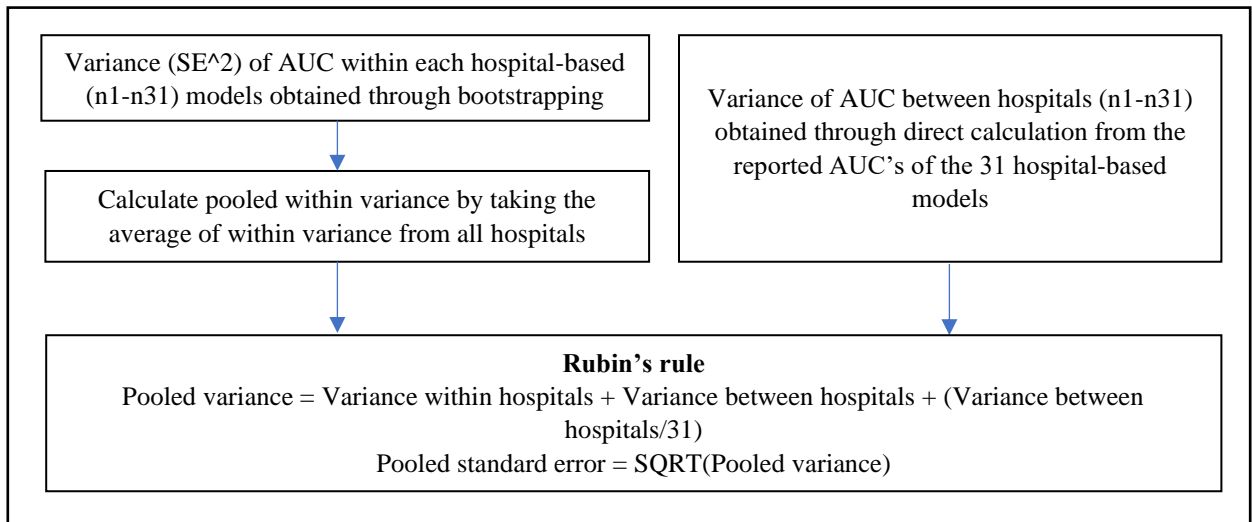 Variance (SE^2) of AUC within each hospital-based
(n1-n31) models obtained through bootstrapping
Calculate pooled within variance by taking the
average of within variance from all hospitals
Variance of AUC between hospitals (n1-n31)
obtained through direct calculation from the
reported AUC’s of the 31 hospital-based
models
Rubin’s rule
Pooled variance = Variance within hospitals + Variance between hospitals + (Variance between
hospitals/31)
Pooled standard error = SQRT(Pooled variance)